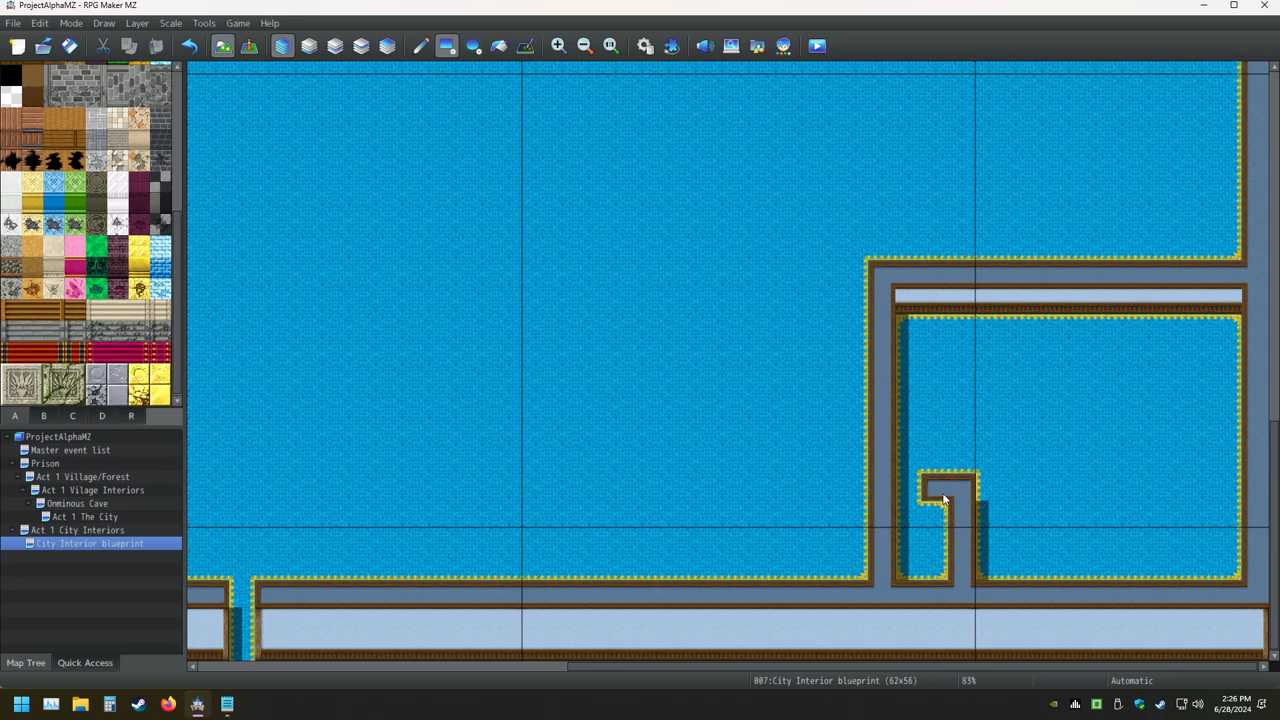 ProjectAlphaMZ - RPG Maker MZ
File Edit Mode Draw Layer Scale Tools Game Help
A B C D R
ProjectAlphaMZ
Master event list
Prison
Act 1 Village/Forest
Act 1 Vilage Interiors
Onminous Cave
Act 1 The City
Act 1 City Interiors
City Interior blueprint
Map Tree Quick Access
007:City Interior blueprint (62x56) 83% Automatic
2:26 PM
6/28/2024